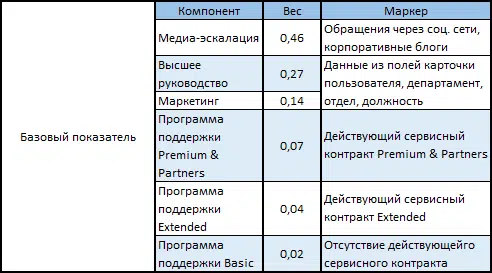 Компонент Вес Маркер
Базовый показатель
Медиа-эскалация 0,46 Обращения через соц. сети,
корпоративные блоги
Высшее
руководство 0,27 Данные из полей карточки
пользователя, департамент,
отдел, должность
Маркетинг 0,14
Программа
поддержки
Premium &
Partners 0,07 Действующий сервисный
контракт Premium & Partners
Программа
поддержки
Extended 0,04 Действующий сервисный
контракт Extended
Программа
поддержки Basic 0,02 Отсутствие действующейго
сервисного контракта